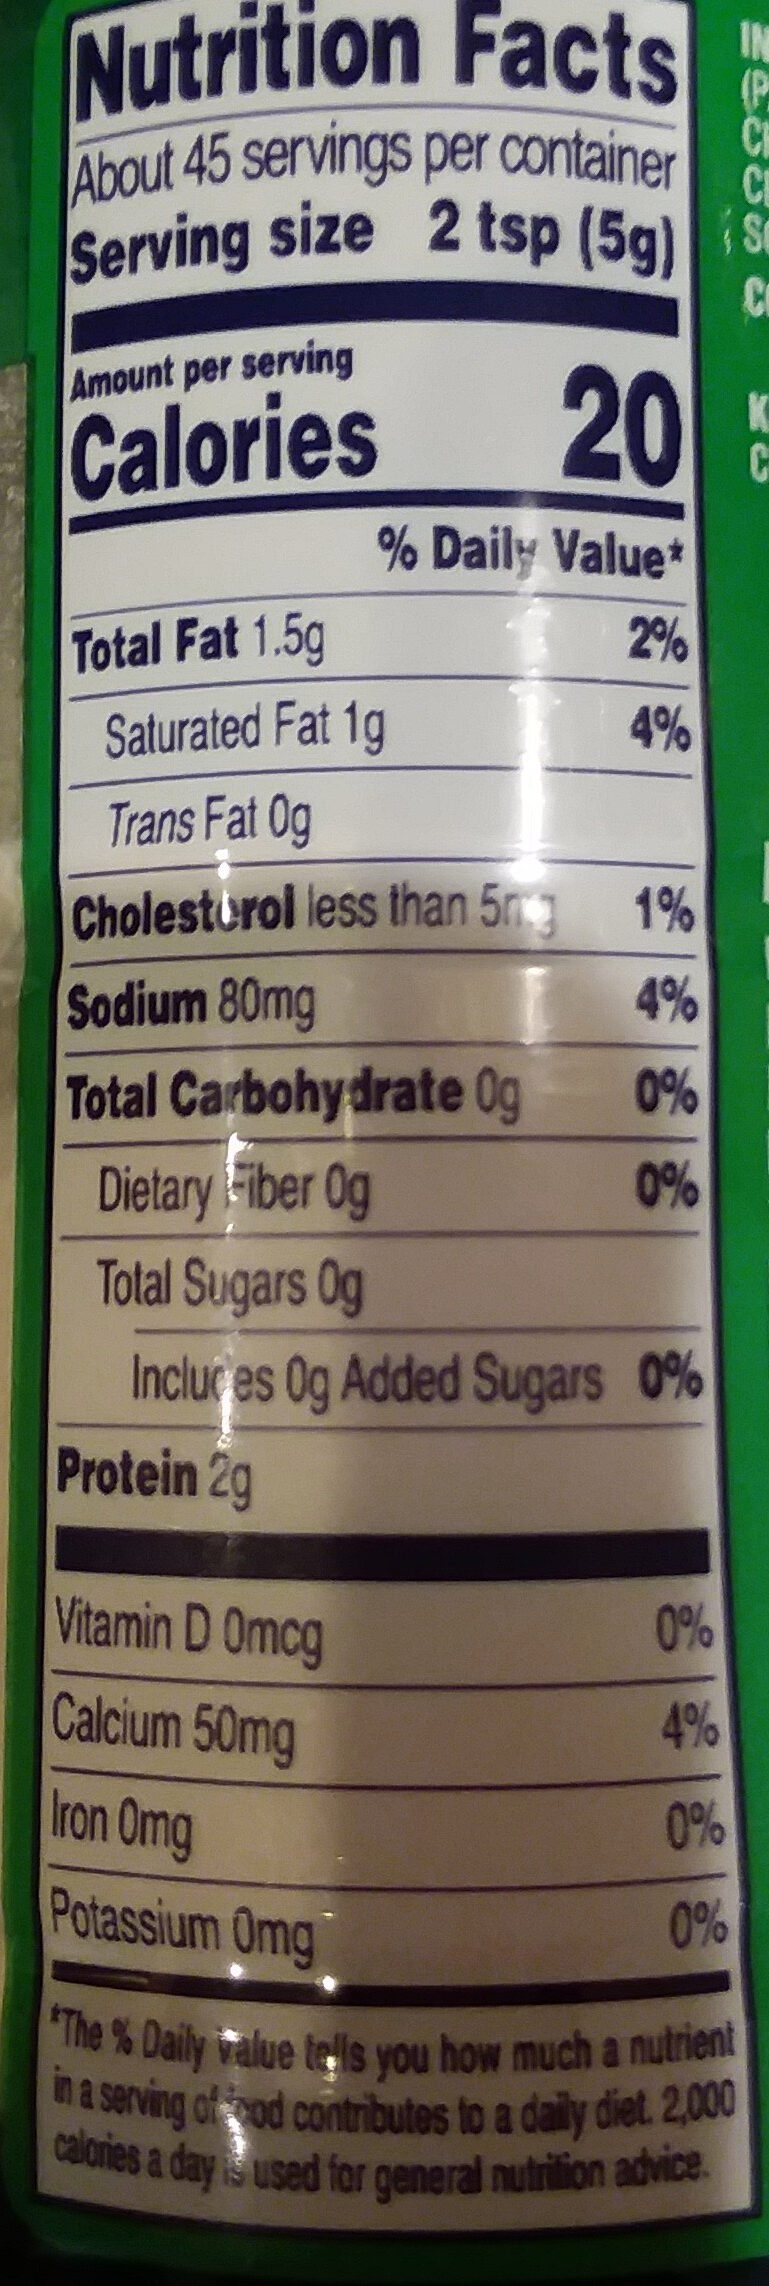 Nutrition Facts
About 45 servings per container
Serving size 2 tsp (5g)
Amount per serving
Calories 20
% Daily Value*
Total Fat 1.5g 2%
Saturated Fat 1g 4%
Trans Fat 0g
Cholesterol less than 5mg 1%
Sodium 80mg 4%
Total Carbohydrate 0g 0%
Dietary Fiber 0g 0%
Total Sugars 0g
Includes 0g Added Sugars 0%
Protein 2g
Vitamin D 0mcg 0%
Calcium 50mg 4%
Iron 0mg 0%
Potassium 0mg 0%
*The % Daily Value tells you how much a nutrient
in a serving of food contributes to a daily diet. 2,000
calories a day is used for general nutrition advice.